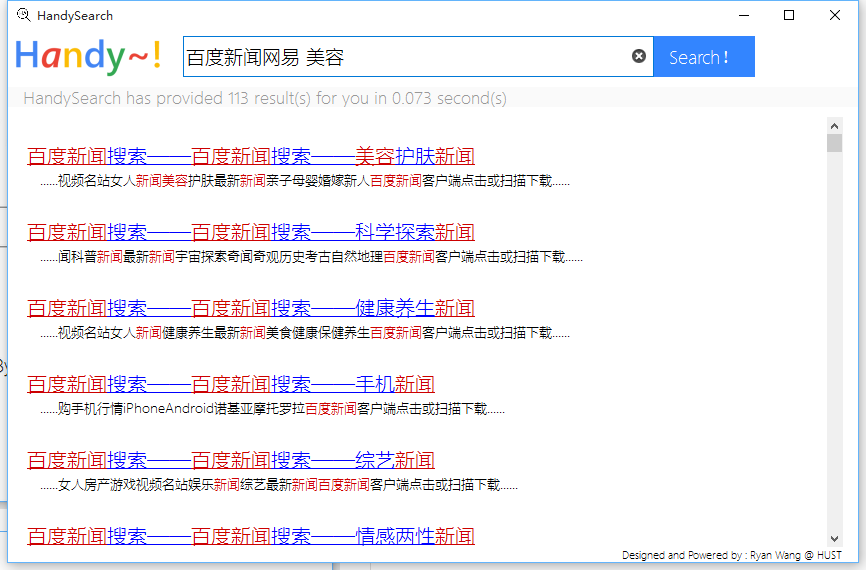 HandySearch
Handy~!
百度新闻网易 美容
Search!
HandySearch has provided 113 result(s) for you in 0.073 second(s)
百度新闻搜索——百度新闻搜索——美容护肤新闻
......视频名站女人新闻美容护肤最新新闻亲子母婴婚嫁新人百度新闻客户端点击或扫描下载......
百度新闻搜索——百度新闻搜索——科学探索新闻
......闻科普新闻最新新闻宇宙探索奇闻奇观历史考古自然地理百度新闻客户端点击或扫描下载......
百度新闻搜索——百度新闻搜索——健康养生新闻
......视频名站女人新闻健康养生最新新闻美食健康保健养生百度新闻客户端点击或扫描下载......
百度新闻搜索——百度新闻搜索——手机新闻
......购手机行情iPhoneAndroid诺基亚摩托罗拉百度新闻客户端点击或扫描下载......
百度新闻搜索——百度新闻搜索——综艺新闻
......女人房产游戏视频名站娱乐新闻综艺最新新闻百度新闻客户端点击或扫描下载......
百度新闻搜索——百度新闻搜索——情感两性新闻
Designed and Powered by : Ryan Wang @ HUST